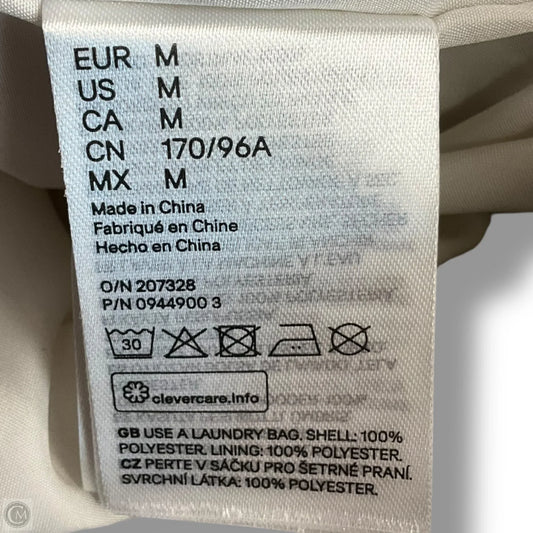 EUR M
US M
CA M
CN 170/96A
MX M
Made in China
Fabriqué en Chine
Hecho en China
O/N 207328
P/N 0944900 3
30
clevercare.info
GB USE A LAUNDRY BAG. SHELL: 100%
POLYESTER. LINING: 100% POLYESTER.
CZ PERTE V SÁČKU PRO ŠETRNÉ PRANÍ.
SVRCHNÍ LÁTKA: 100% POLYESTER.